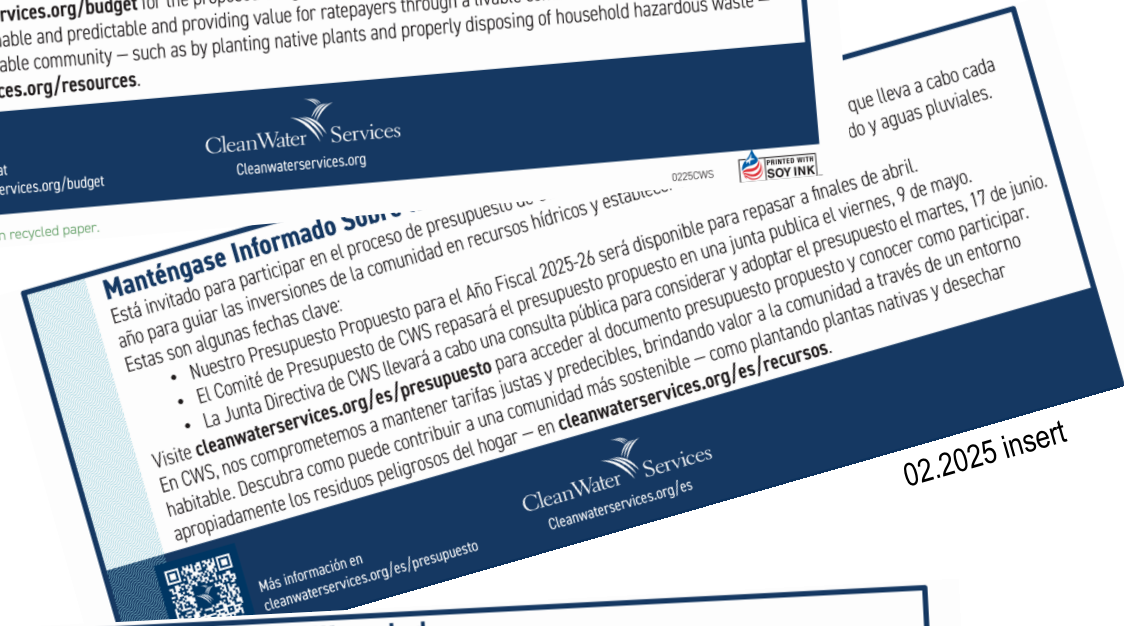 rvices.org/budget for the
able and predictable and providing value for ratepayers through a livable
able community – such as by planting native plants and properly disposing of household hazardous waste –
ces.org/resources.
CleanWater Services
Cleanwaterservices.org
at
ervices.org/budget
0225CWS
PRINTED WITH
SOY INK
n recycled paper.
que lleva a cabo cada
do y aguas pluviales.
Manténgase Informado Sobre
Está invitado para participar en el proceso de presupuesto
año para guiar las inversiones de la comunidad en recursos hídricos y
Estas son algunas fechas clave:
• Nuestro Presupuesto Propuesto para el Año Fiscal 2025-26 será disponible para repasar a finales de abril.
• El Comité de Presupuesto de CWS repasará el presupuesto propuesto en una junta publica el viernes, 9 de mayo.
• La Junta Directiva de CWS llevará a cabo una consulta pública para considerar y adoptar el presupuesto el martes, 17 de junio.
Visite cleanwaterservices.org/es/presupuesto para acceder al documento presupuesto propuesto y conocer como participar.
En CWS, nos comprometemos a mantener tarifas justas y predecibles, brindando valor a la comunidad a través de un entorno
habitable. Descubra como puede contribuir a una comunidad más sostenible – como plantando plantas nativas y desechar
apropiadamente los residuos peligrosos del hogar – en cleanwaterservices.org/es/recursos.
CleanWater Services
Cleanwaterservices.org/es
Más información en
cleanwaterservices.org/es/presupuesto
02.2025 insert